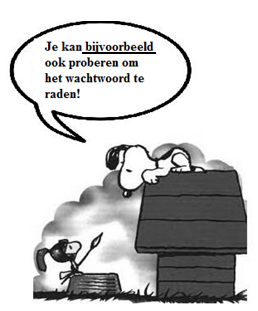 Je kan bijvoorbeeld
ook proberen om
het wachtwoord te
raden!